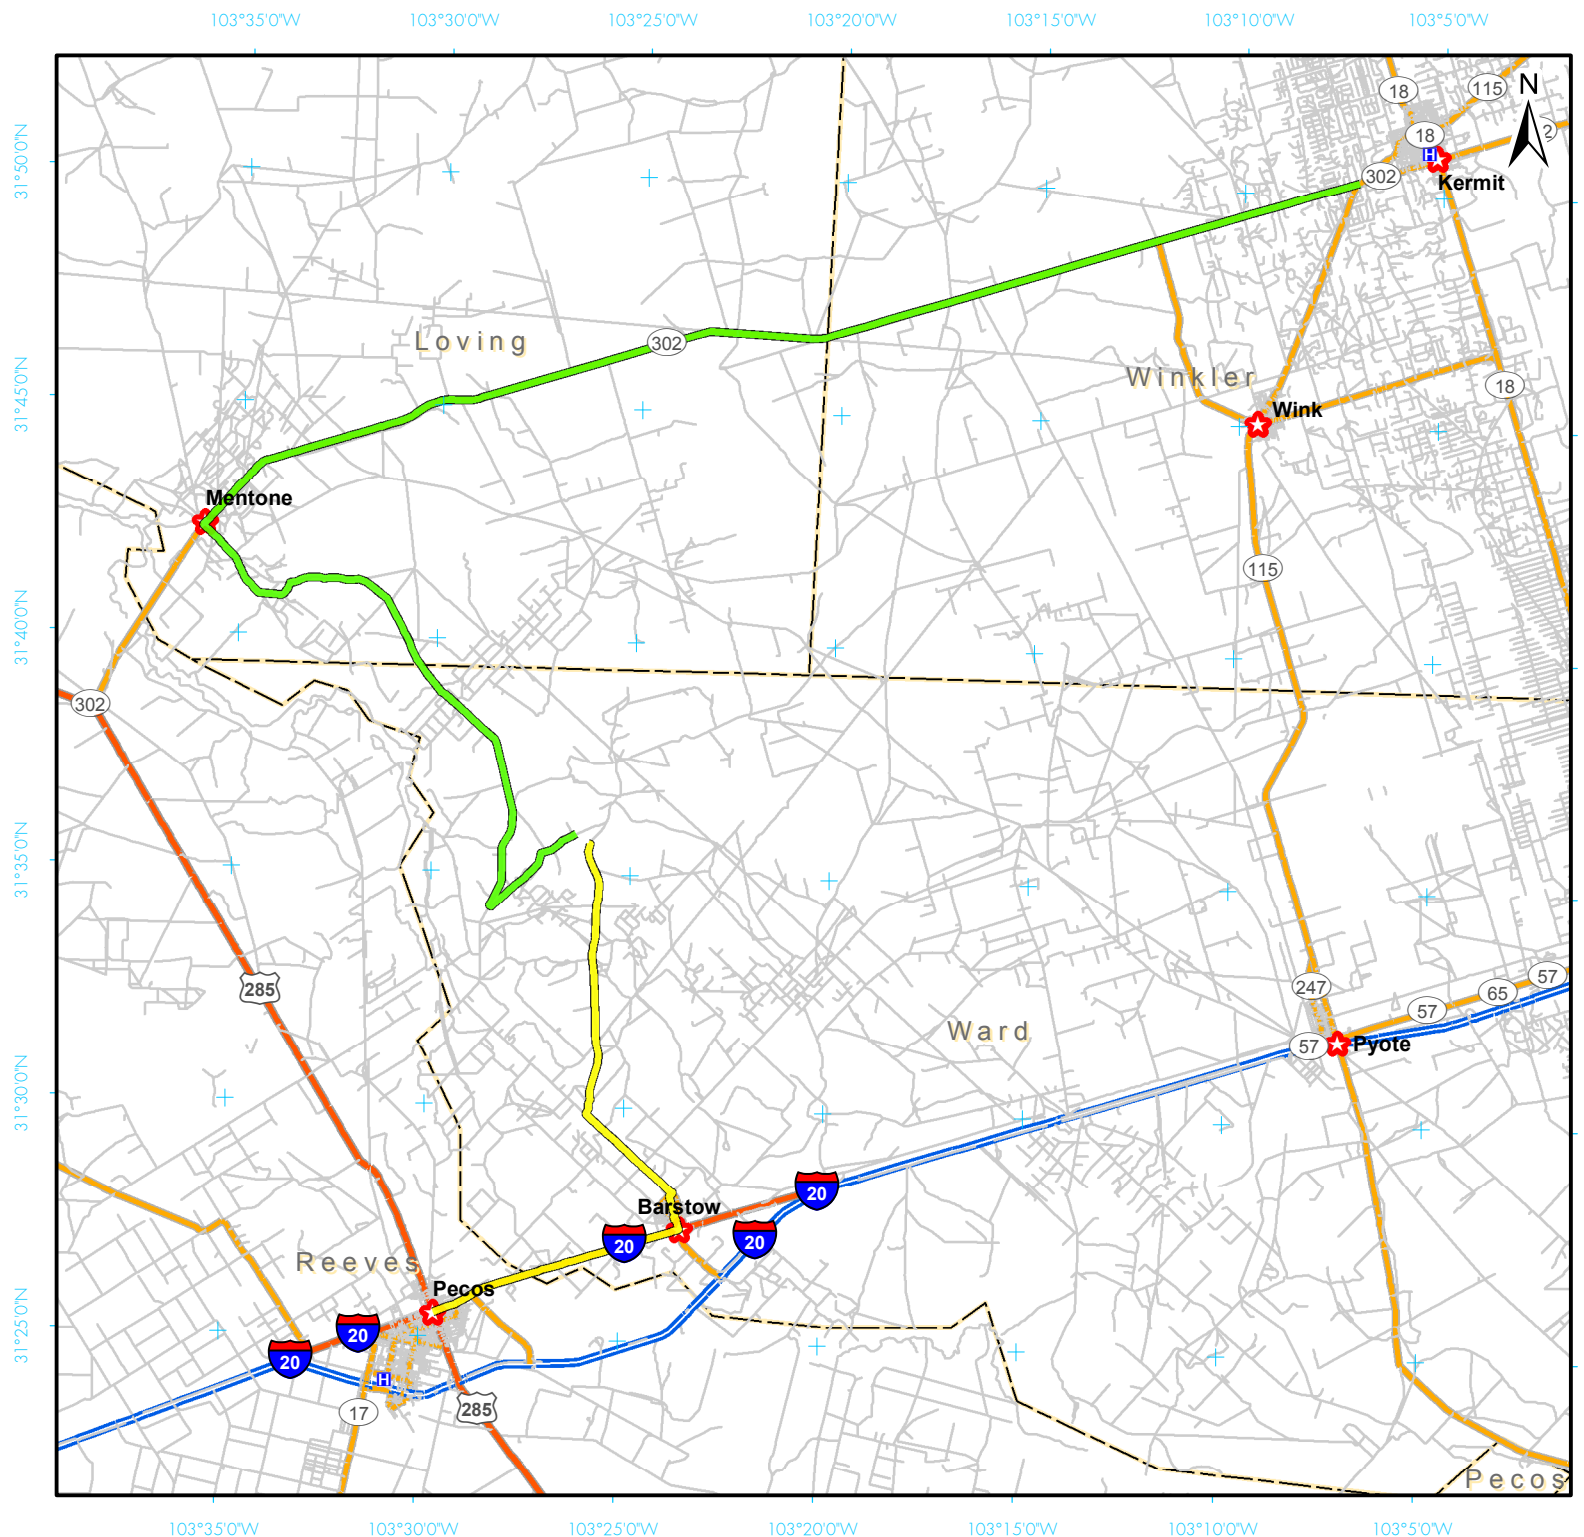 103°35'0"W 103°30'0"W 103°25'0"W 103°20'0"W 103°15'0"W 103°10'0"W 103°5'0"W
N
18
115
18
2
H
31°50'0"N
302
Kermit
Loving
302
Winkler
18
31°45'0"N
Wink
Mentone
115
31°40'0"N
302
31°35'0"N
285
247
57
65
57
Ward
57
Pyote
31°30'0"N
20
Barstow
20
20
Reeves
Pecos
31°25'0"N
20
20
H
17
285
Pecos
103°35'0"W 103°30'0"W 103°25'0"W 103°20'0"W 103°15'0"W 103°10'0"W 103°5'0"W